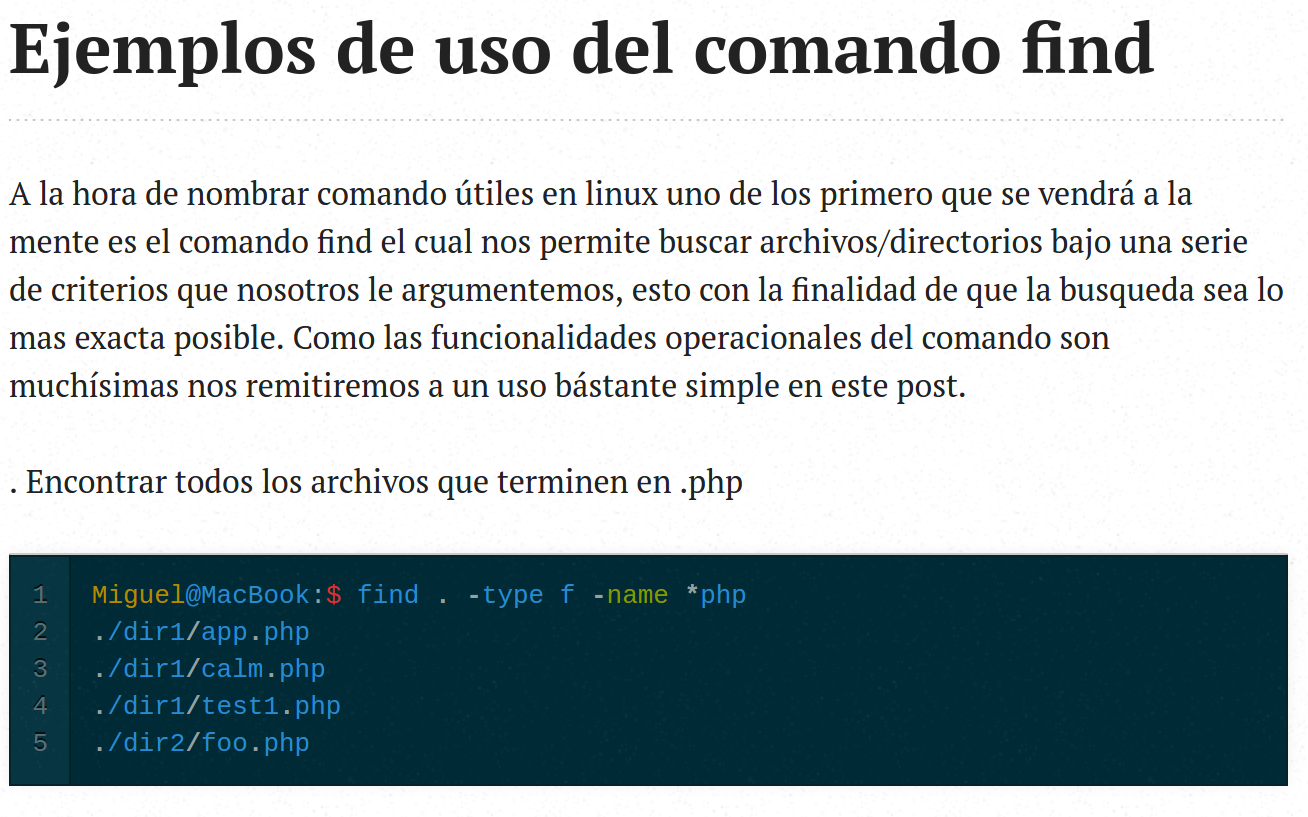 Ejemplos de uso del comando find
A la hora de nombrar comando útiles en linux uno de los primero que se vendrá a la
mente es el comando find el cual nos permite buscar archivos/directorios bajo una serie
de criterios que nosotros le argumentemos, esto con la finalidad de que la busqueda sea lo
mas exacta posible. Como las funcionalidades operacionales del comando son
muchísimas nos remitiremos a un uso bástante simple en este post.
. Encontrar todos los archivos que terminen en .php
1 Miguel@MacBook:$ find . -type f -name *php
2 ./dir1/app.php
3 ./dir1/calm.php
4 ./dir1/test1.php
5 ./dir2/foo.php